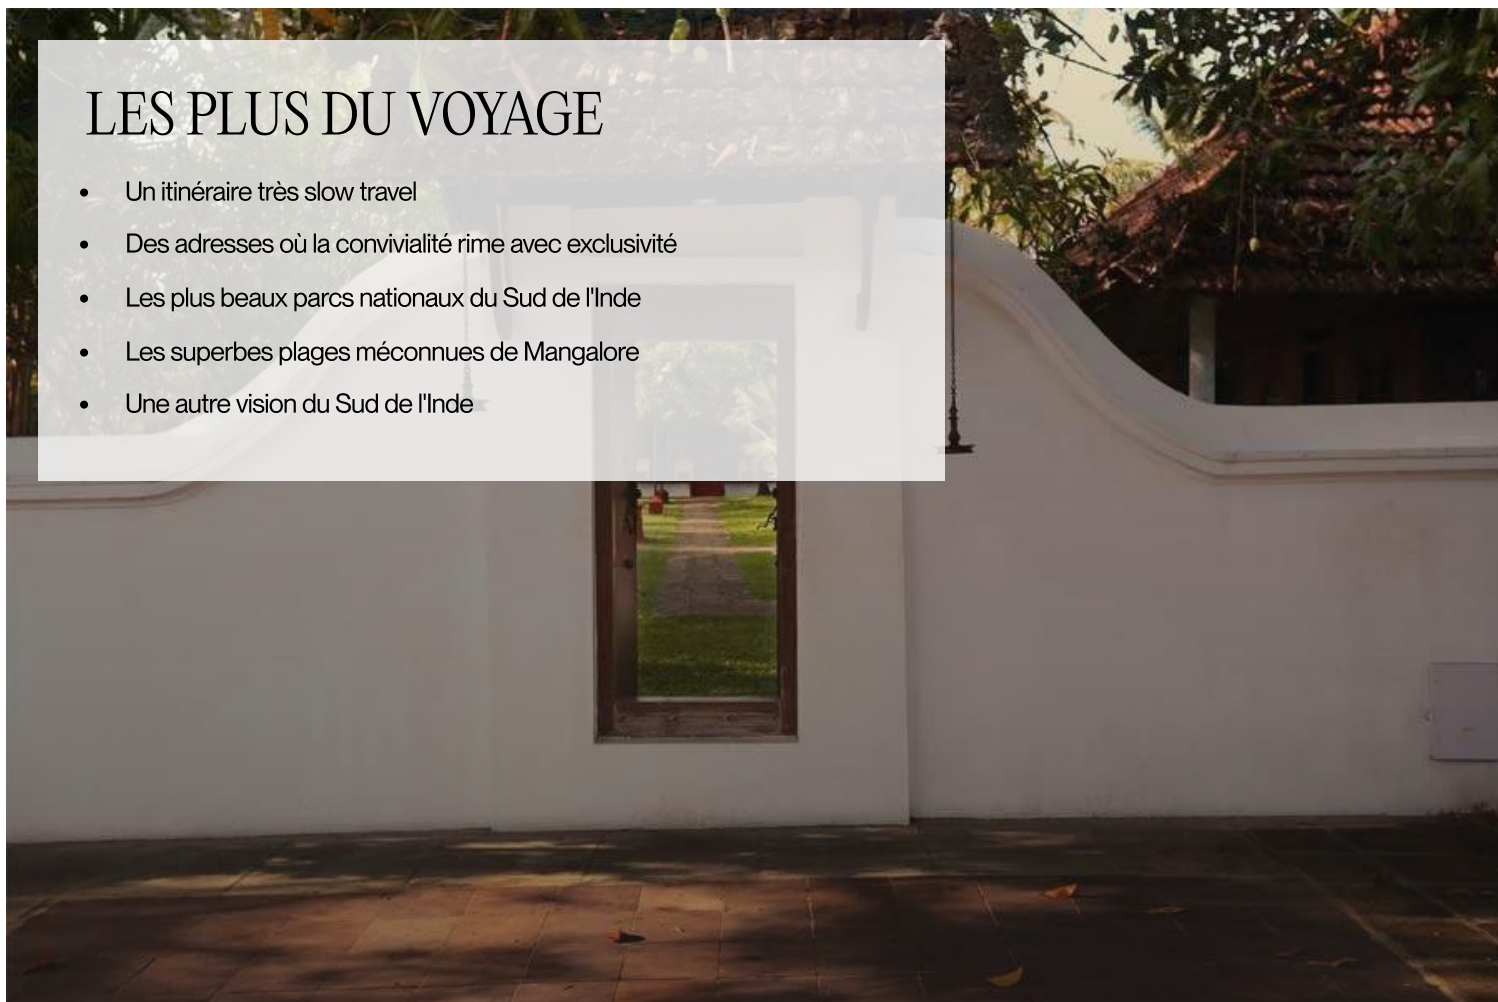 LES PLUS DU VOYAGE
• Un itinéraire très slow travel
• Des adresses où la convivialité rime avec exclusivité
• Les plus beaux parcs nationaux du Sud de l'Inde
• Les superbes plages méconnues de Mangalore
• Une autre vision du Sud de l'Inde